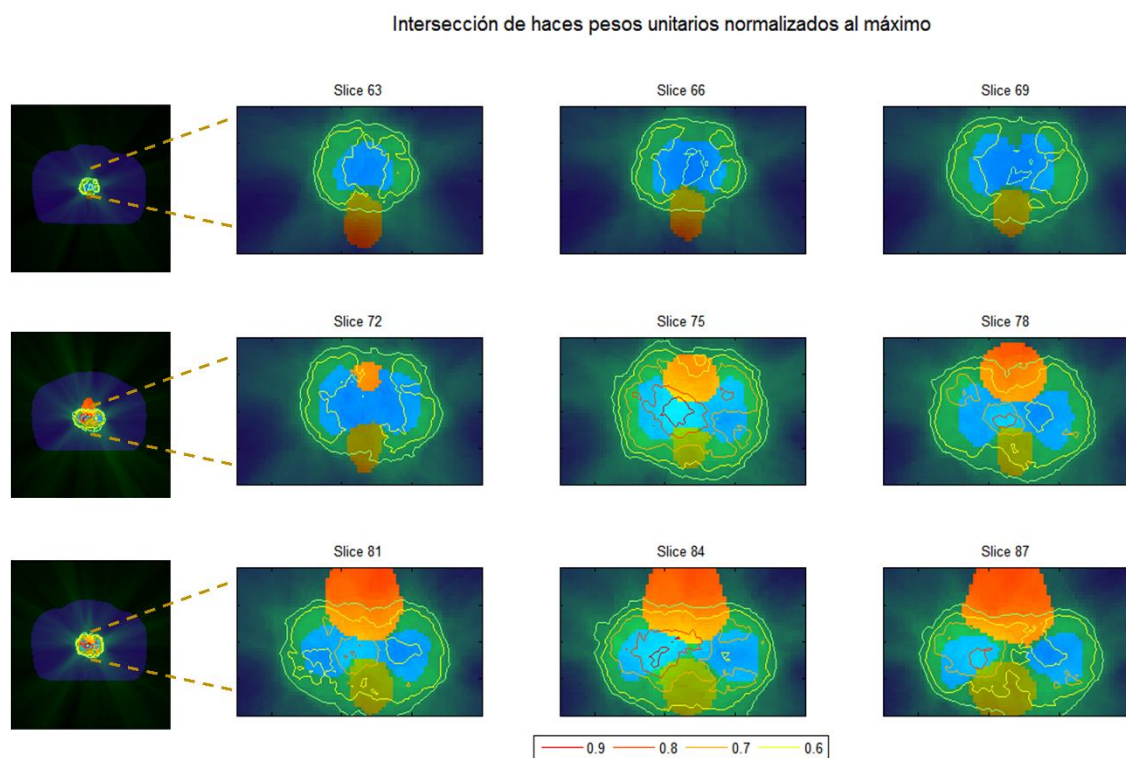 Intersección de haces pesos unitarios normalizados al máximo
Slice 63
Slice 66
Slice 69
Slice 72
Slice 75
Slice 78
Slice 81
Slice 84
Slice 87
0.9 0.8 0.7 0.6